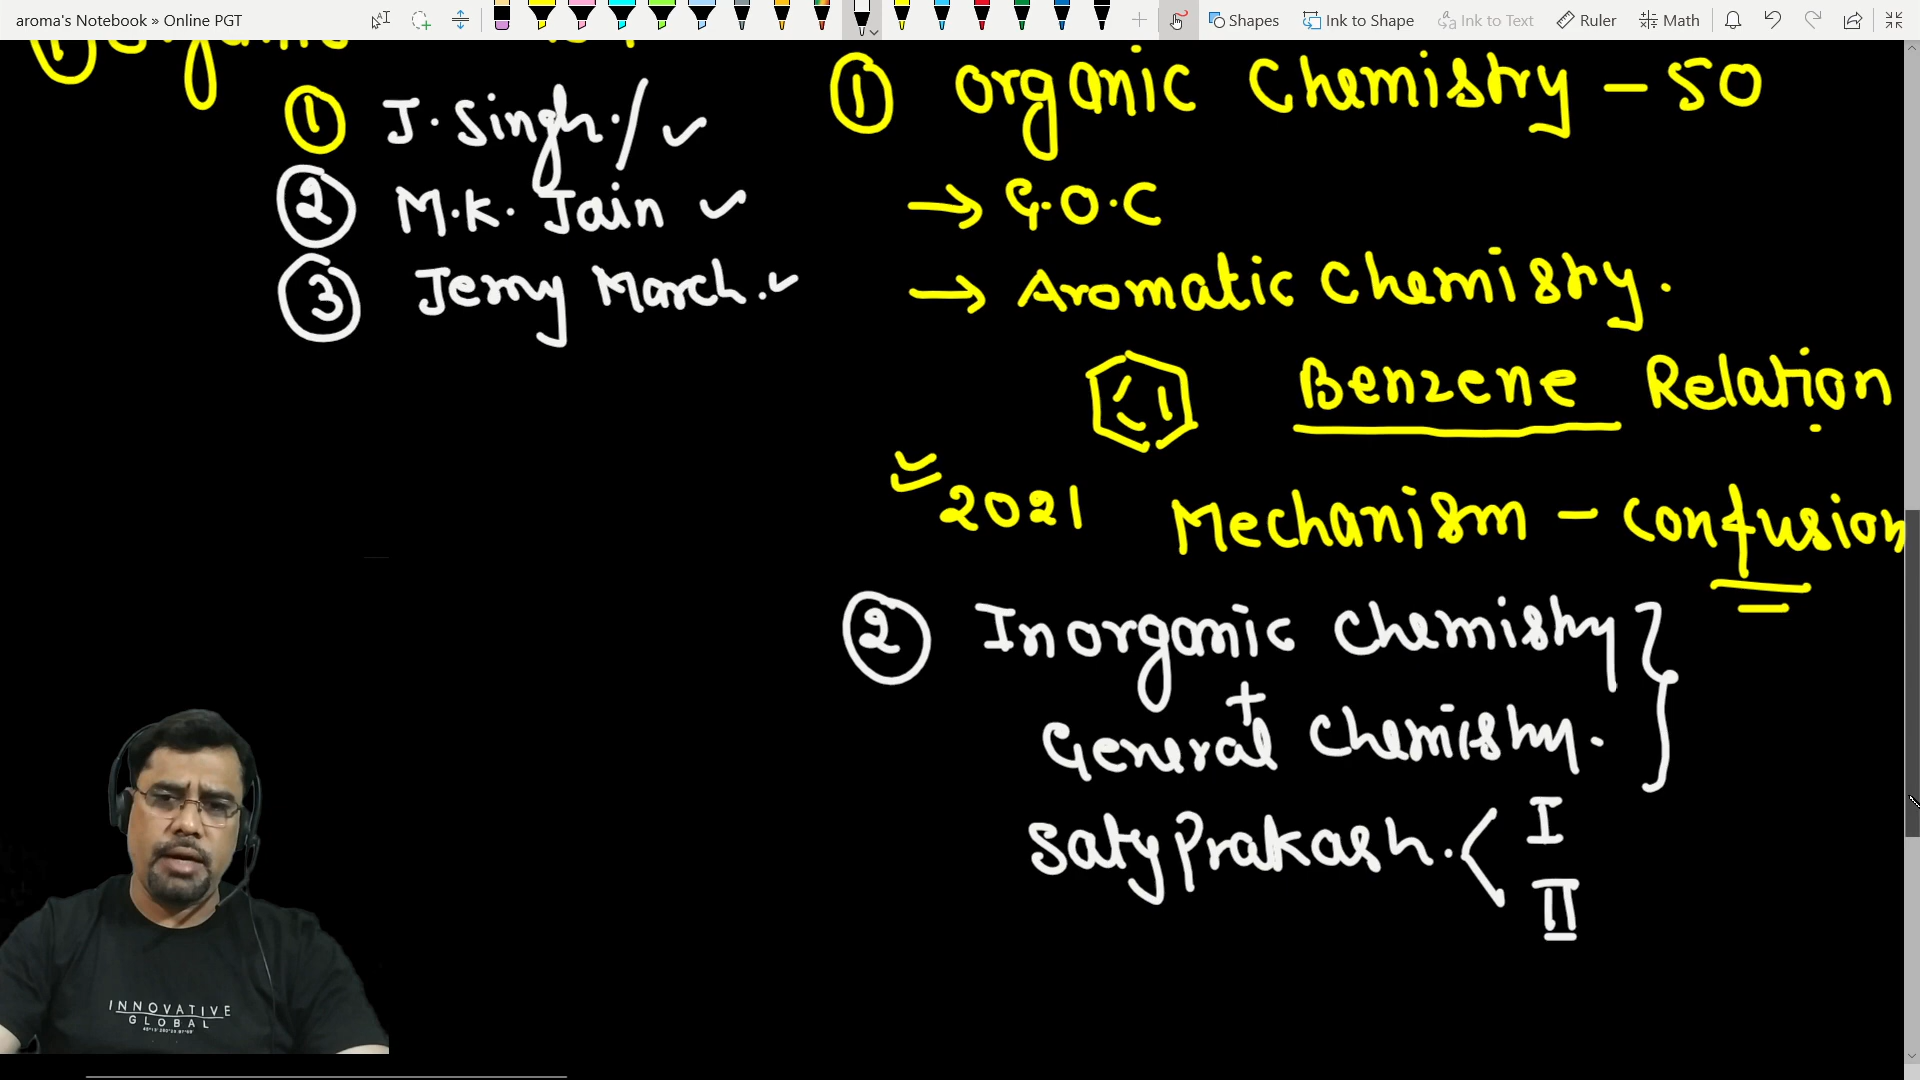 aroma's Notebook » Online PGT
Shapes
Ink to Shape
Ink to Text
Ruler
Math
① J. Singh. / ✓
② M.K. Jain ✓
③ Jerry March. ✓
① Organic Chemistry - 50
→ G.O.C
→ Aromatic Chemistry.
Benzene Relation
2021 Mechanism - Confusion
② Inorganic Chemistry
+
General Chemistry.
Saty Prakash. < I
II
INNOVATIVE
GLOBAL